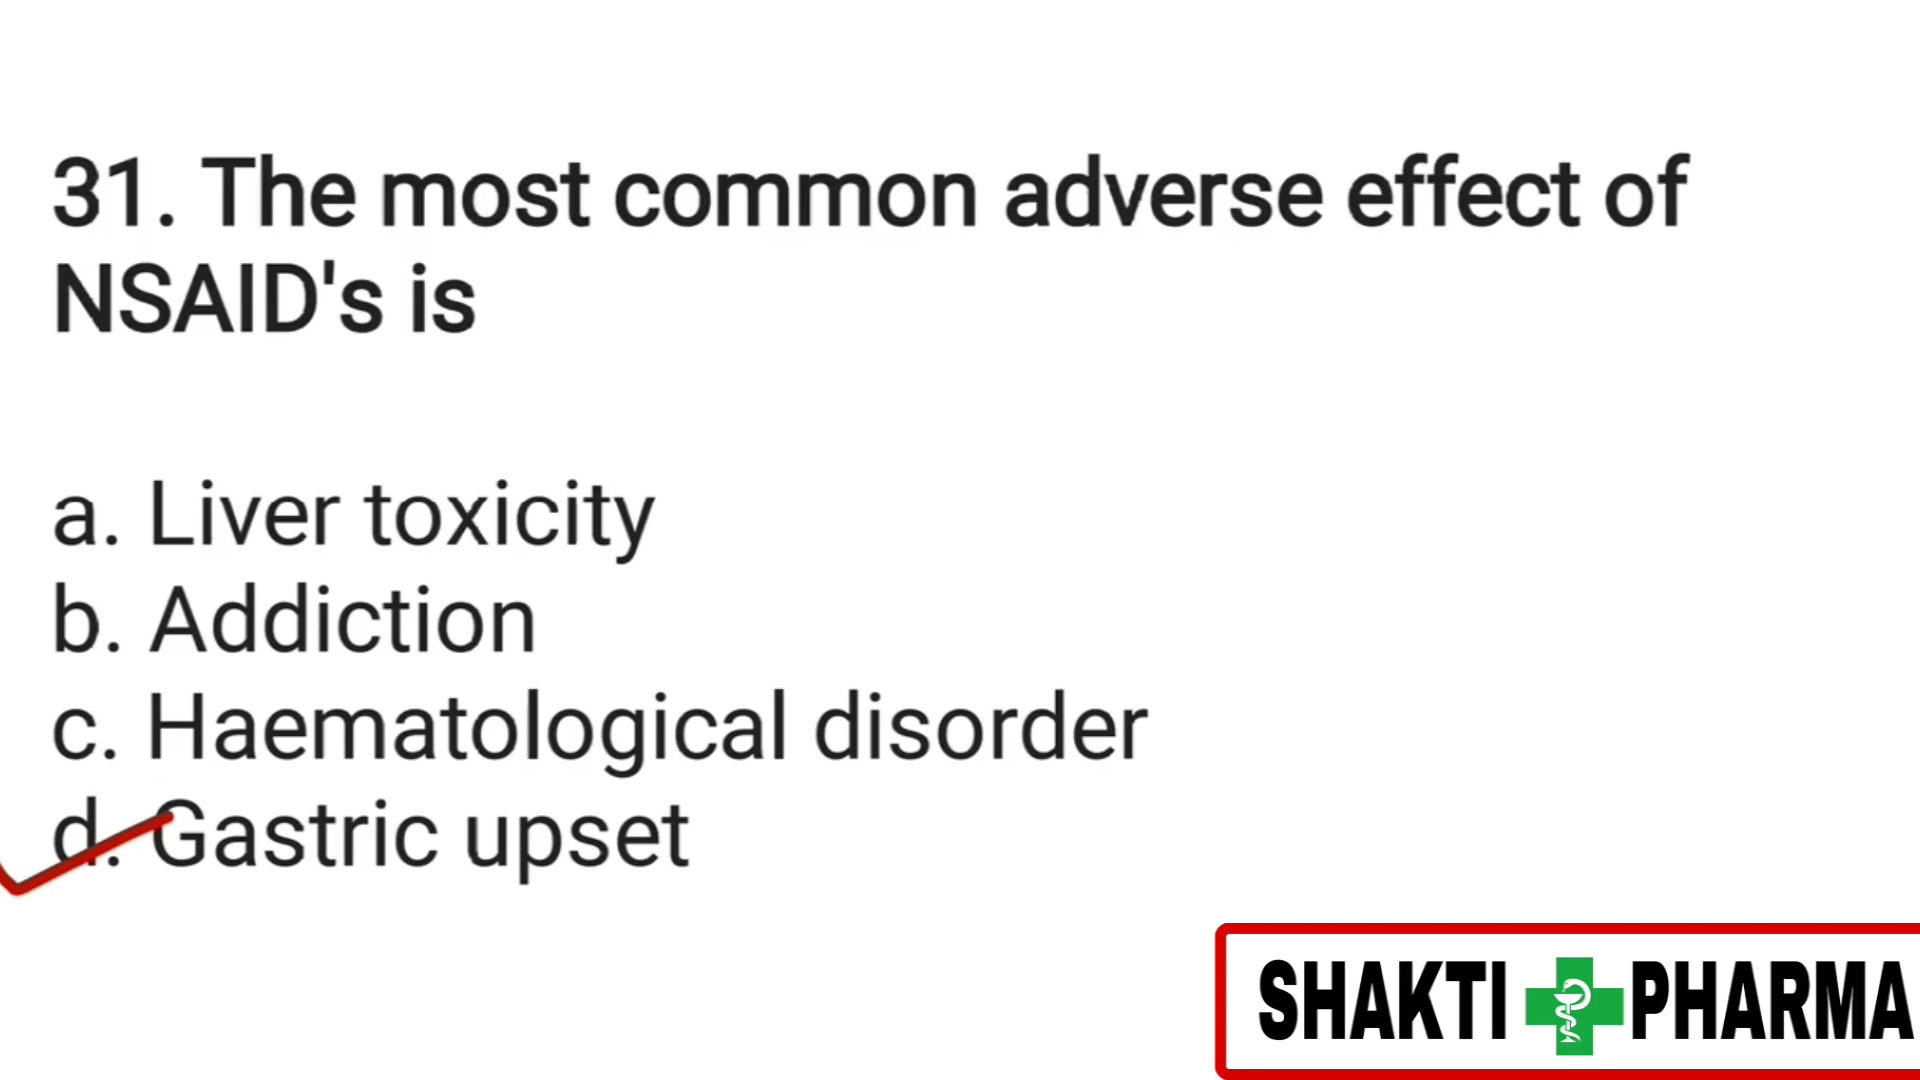 31. The most common adverse effect of
NSAID's is
a. Liver toxicity
b. Addiction
c. Haematological disorder
d. Gastric upset
SHAKTI PHARMA